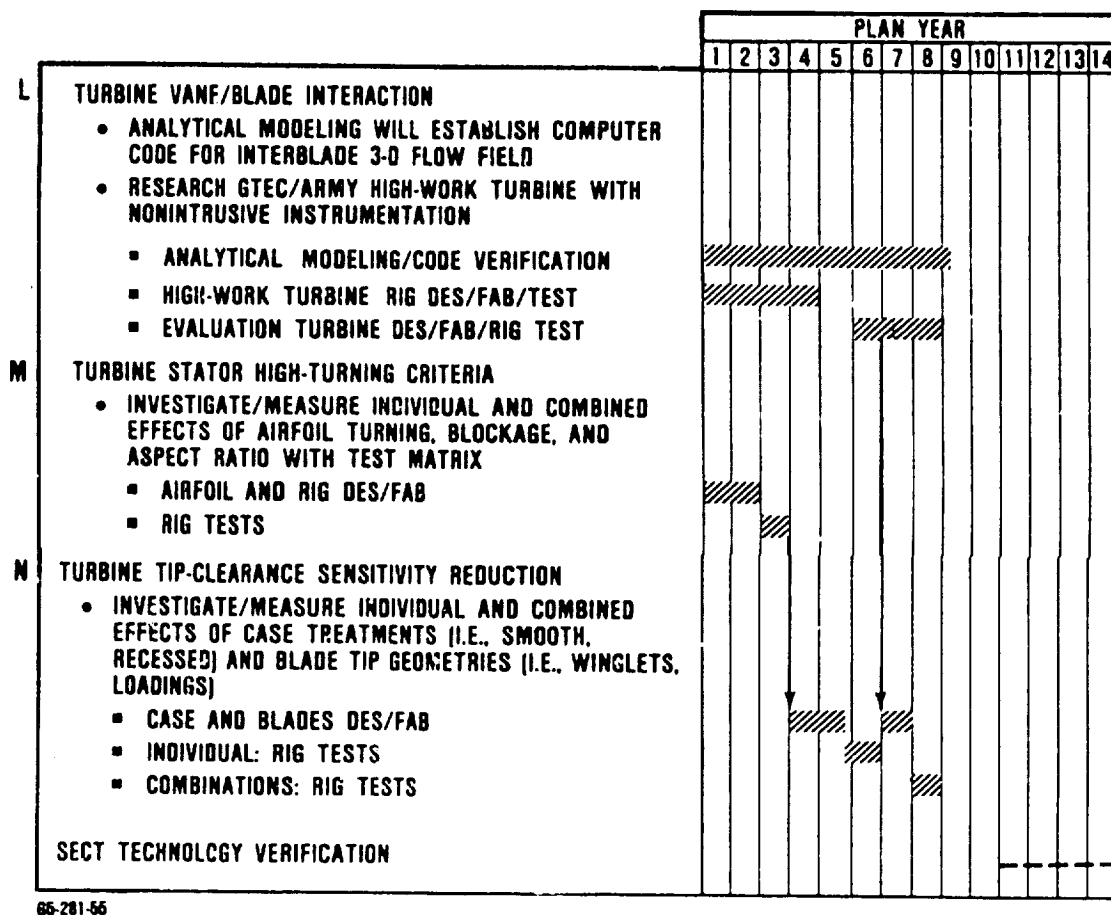 PLAN YEAR
1 2 3 4 5 6 7 8 9 10 11 12 13 14
L TURBINE VANF/BLADE INTERACTION
• ANALYTICAL MODELING WILL ESTABLISH COMPUTER
CODE FOR INTERBLADE 3-D FLOW FIELD
• RESEARCH GTEC/ARMY HIGH-WORK TURBINE WITH
NONINTRUSIVE INSTRUMENTATION
▪ ANALYTICAL MODELING/CODE VERIFICATION
▪ HIGH-WORK TURBINE RIG DES/FAB/TEST
▪ EVALUATION TURBINE DES/FAB/RIG TEST
M TURBINE STATOR HIGH-TURNING CRITERIA
• INVESTIGATE/MEASURE INDIVIDUAL AND COMBINED
EFFECTS OF AIRFOIL TURNING, BLOCKAGE, AND
ASPECT RATIO WITH TEST MATRIX
▪ AIRFOIL AND RIG DES/FAB
▪ RIG TESTS
N TURBINE TIP-CLEARANCE SENSITIVITY REDUCTION
• INVESTIGATE/MEASURE INDIVIDUAL AND COMBINED
EFFECTS OF CASE TREATMENTS (I.E., SMOOTH,
RECESSED) AND BLADE TIP GEOMETRIES (I.E., WINGLETS,
LOADINGS)
▪ CASE AND BLADES DES/FAB
▪ INDIVIDUAL: RIG TESTS
▪ COMBINATIONS: RIG TESTS
SECT TECHNOLOGY VERIFICATION
65-281-55